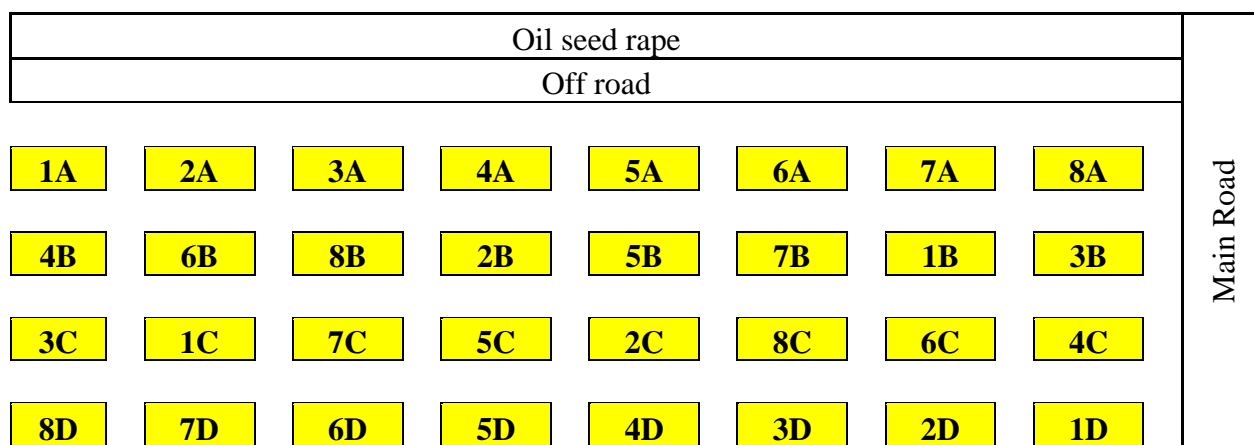 Oil seed rape
Off road
1A 2A 3A 4A 5A 6A 7A 8A
4B 6B 8B 2B 5B 7B 1B 3B
3C 1C 7C 5C 2C 8C 6C 4C
8D 7D 6D 5D 4D 3D 2D 1D
Main Road